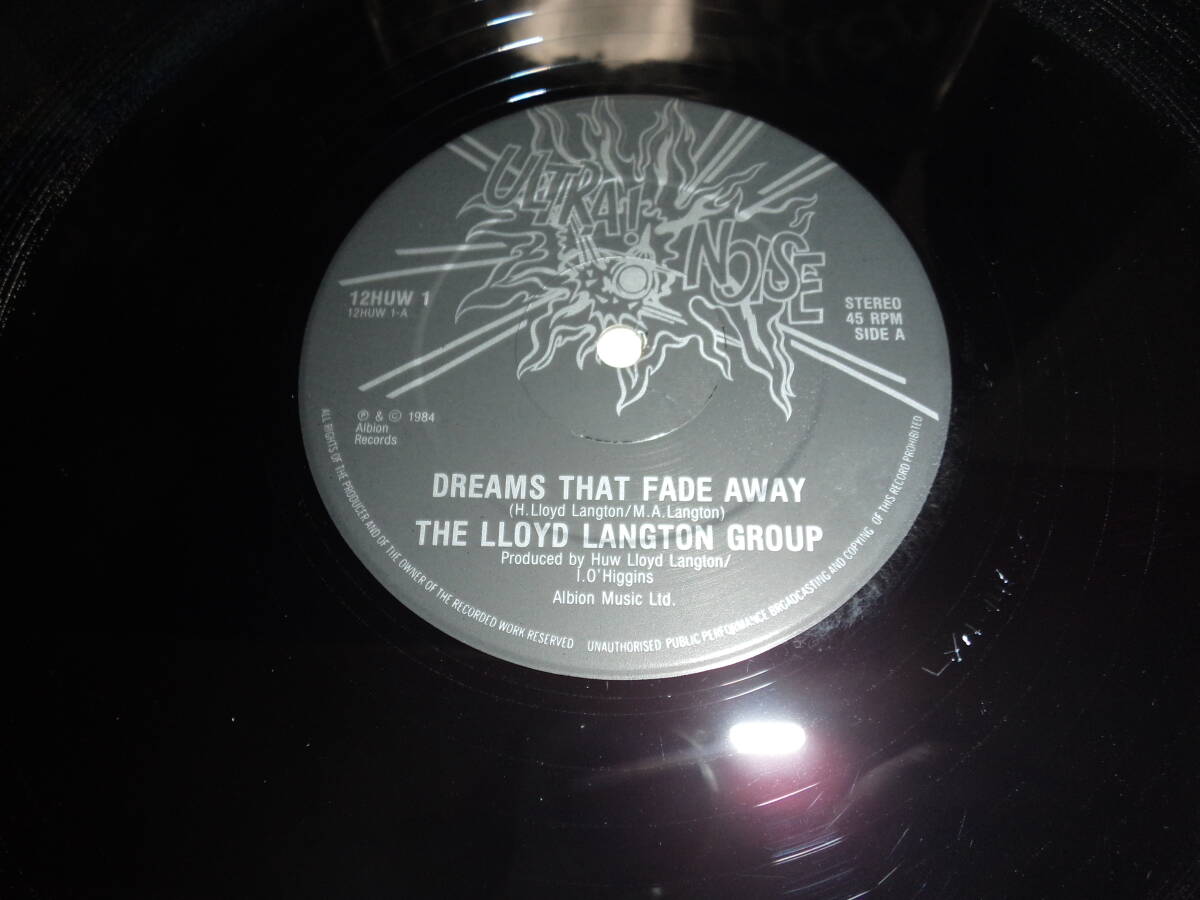 ULTRA!
NOISE
12HUW 1
12HUW 1-A
STEREO
45 RPM
SIDE A
℗ & © 1984
Albion
Records
DREAMS THAT FADE AWAY
(H.Lloyd Langton/M.A.Langton)
THE LLOYD LANGTON GROUP
Produced by Huw Lloyd Langton/
I.O'Higgins
Albion Music Ltd.
ALL RIGHTS OF THE PRODUCER AND OF THE OWNER OF THE RECORDED WORK RESERVED UNAUTHORISED PUBLIC PERFORMANCE BROADCASTING AND COPYING OF THIS RECORD PROHIBITED